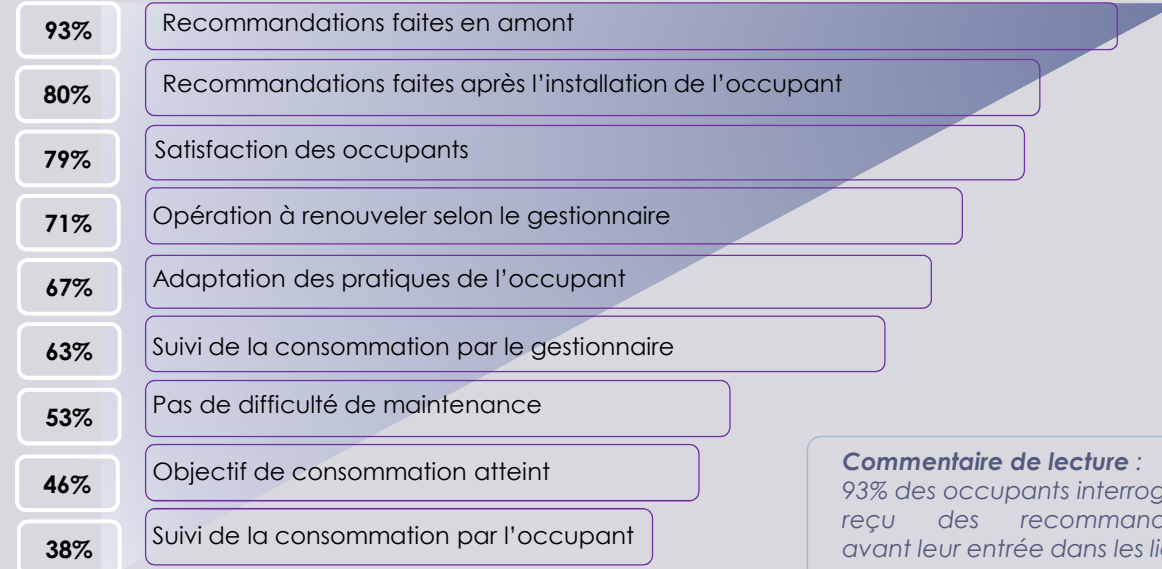 93% Recommandations faites en amont
80% Recommandations faites après l’installation de l’occupant
79% Satisfaction des occupants
71% Opération à renouveler selon le gestionnaire
67% Adaptation des pratiques de l’occupant
63% Suivi de la consommation par le gestionnaire
53% Pas de difficulté de maintenance
46% Objectif de consommation atteint
38% Suivi de la consommation par l’occupant
Commentaire de lecture :
93% des occupants
reçu des
avant leur entrée dans les